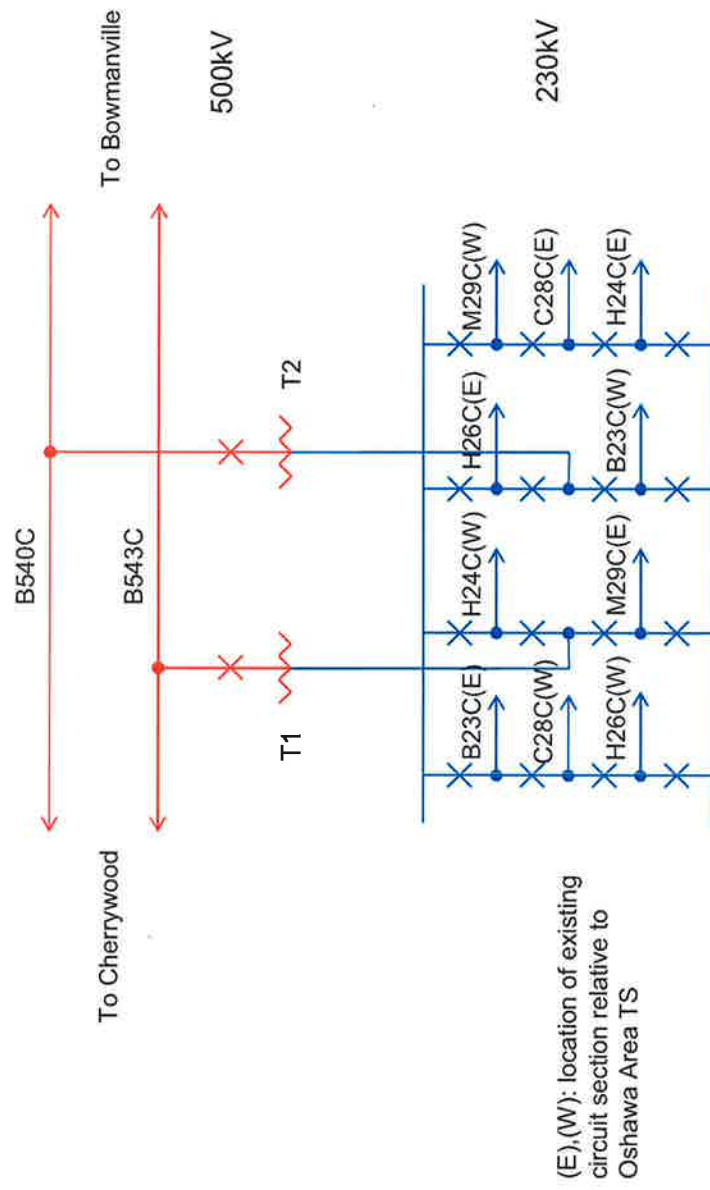 To Cherrywood
To Bowmanville
B540C
B543C
500kV
T1
T2
230kV
B23C(E)
H24C(W)
H26C(E)
M29C(W)
C28C(W)
C28C(E)
H26C(W)
M29C(E)
B23C(W)
H24C(E)
(E),(W): location of existing
circuit section relative to
Oshawa Area TS